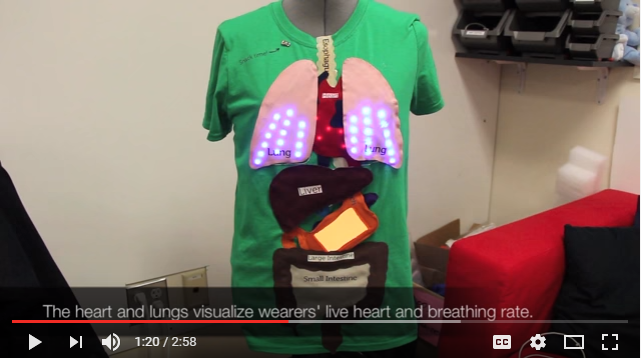 Esophagus
Heart
Lung
Lung
Liver
Large Intestine
Small Intestine
The heart and lungs visualize wearers' live heart and breathing rate.
1:20 / 2:58
CC